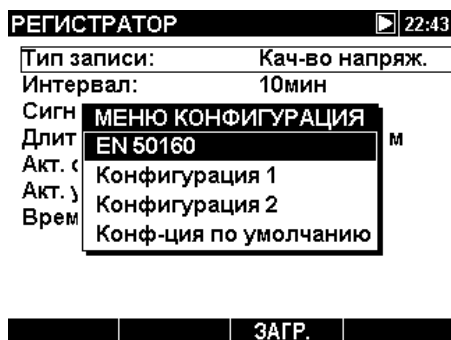 РЕГИСТРАТОР 22:43
Тип записи: Кач-во напряж.
Интервал: 10мин
Сигн
МЕНЮ КОНФИГУРАЦИЯ
Длит м
EN 50160
Акт.
Конфигурация 1
Акт.
Конфигурация 2
Врем
Конф-ция по умолчанию
ЗАГР.